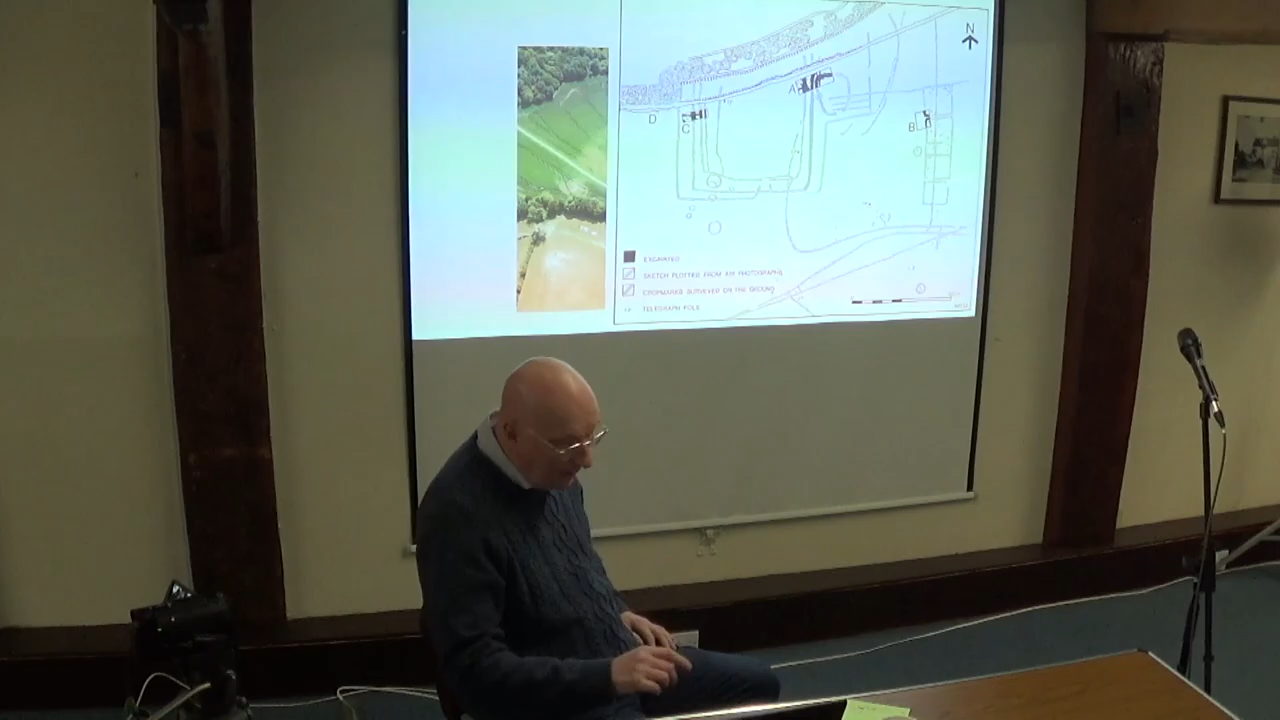 N
A
D
C
B
EXCAVATED
SKETCH PLOTTED FROM AIR PHOTOGRAPHS
CROPMARKS SURVEYED ON THE GROUND
TELEGRAPH POLE